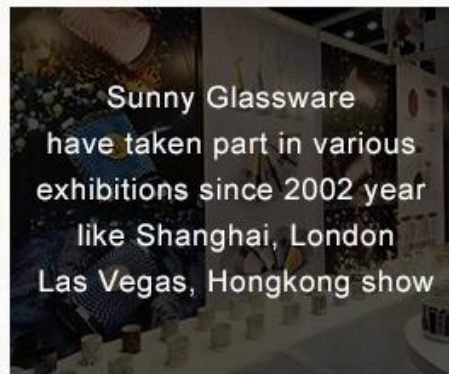 Sunny Glassware
have taken part in various
exhibitions since 2002 year
like Shanghai, London
Las Vegas, Hongkong show